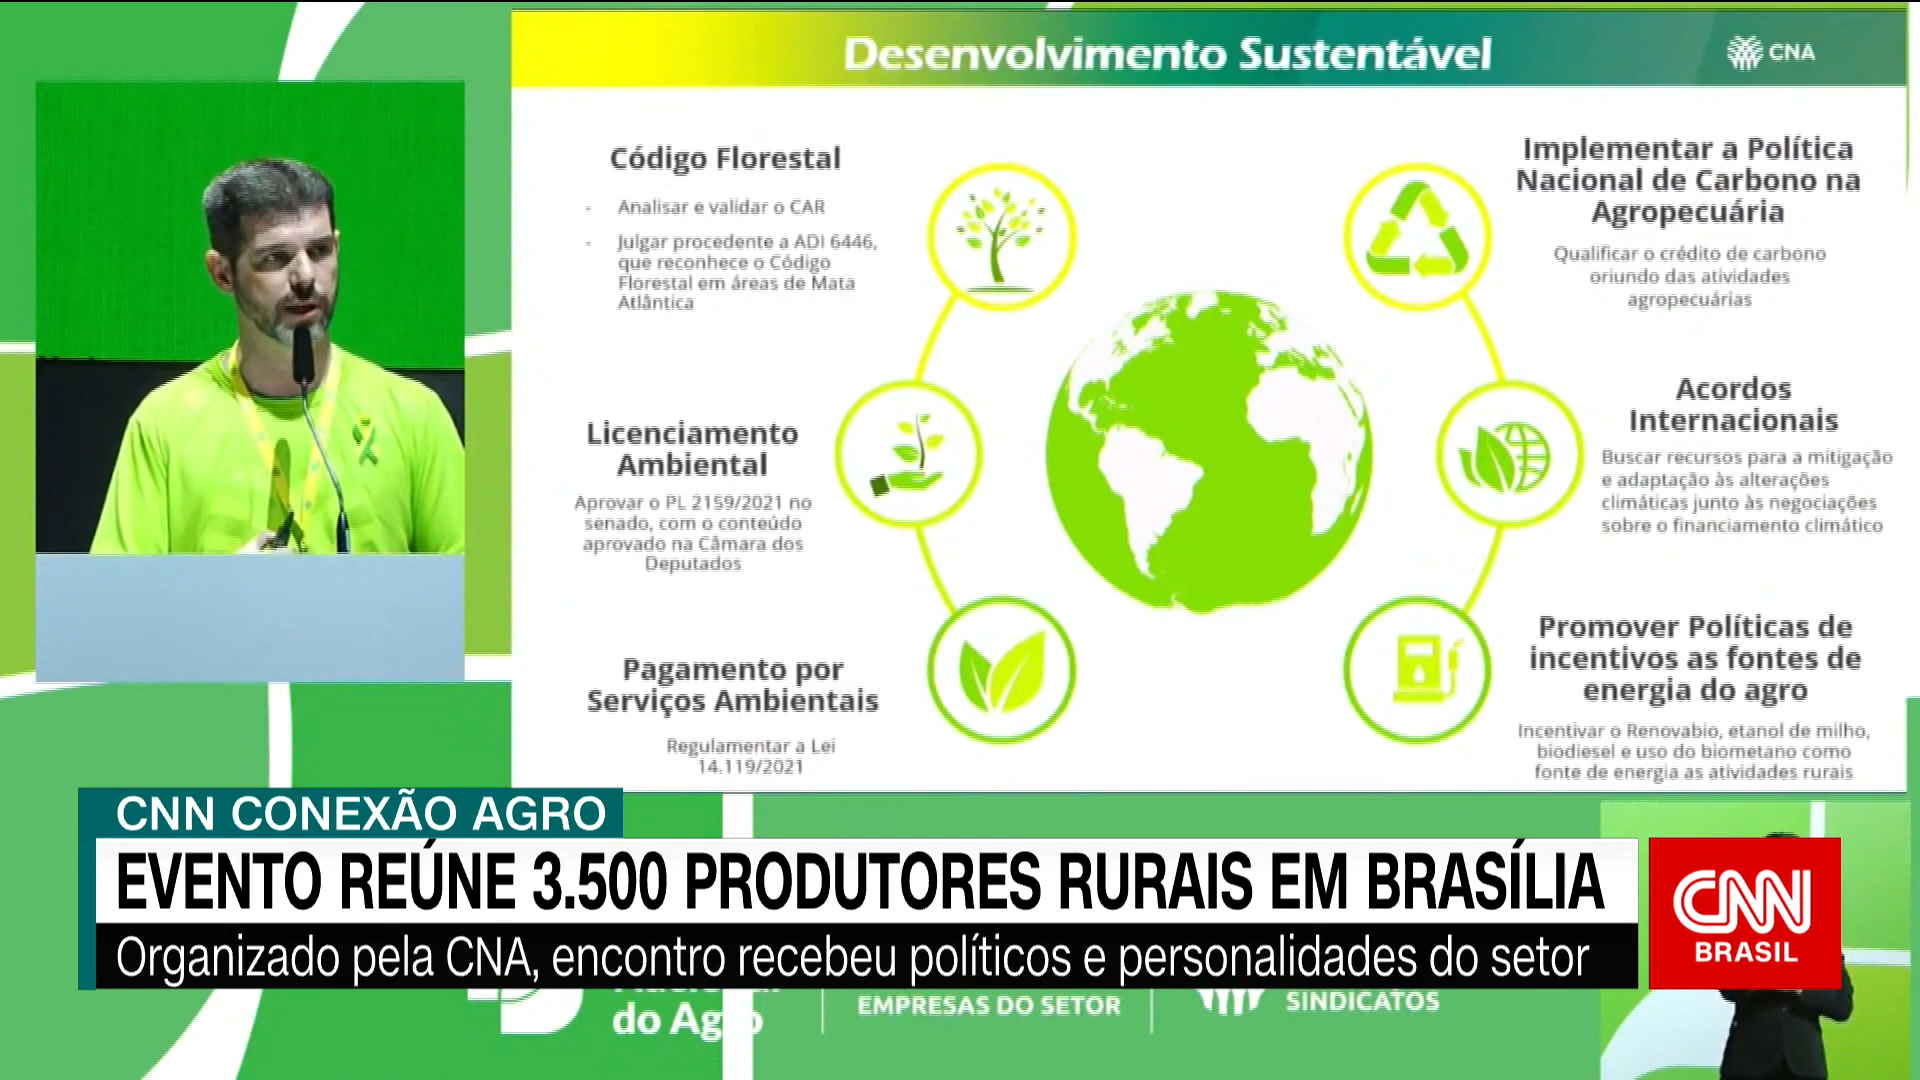 Desenvolvimento Sustentável
CNA
Código Florestal
- Analisar e validar o CAR
- Julgar procedente a ADI 6446,
que reconhece o Código
Florestal em áreas de Mata
Atlântica
Licenciamento
Ambiental
Aprovar o PL 2159/2021 no
senado, com o conteúdo
aprovado na Câmara dos
Deputados
Pagamento por
Serviços Ambientais
Regulamentar a Lei
14.119/2021
Implementar a Política
Nacional de Carbono na
Agropecuária
Qualificar o crédito de carbono
oriundo das atividades
agropecuárias
Acordos
Internacionais
Buscar recursos para a mitigação
e adaptação às alterações
climáticas junto às negociações
sobre o financiamento climático
Promover Políticas de
incentivos as fontes de
energia do agro
Incentivar o Renovabio, etanol de milho,
biodiesel e uso do biometano como
fonte de energia as atividades rurais
CNN CONEXÃO AGRO
EVENTO REÚNE 3.500 PRODUTORES RURAIS EM BRASÍLIA
Organizado pela CNA, encontro recebeu políticos e personalidades do setor
CNN
BRASIL
do Agro
EMPRESAS DO SETOR
SINDICATOS